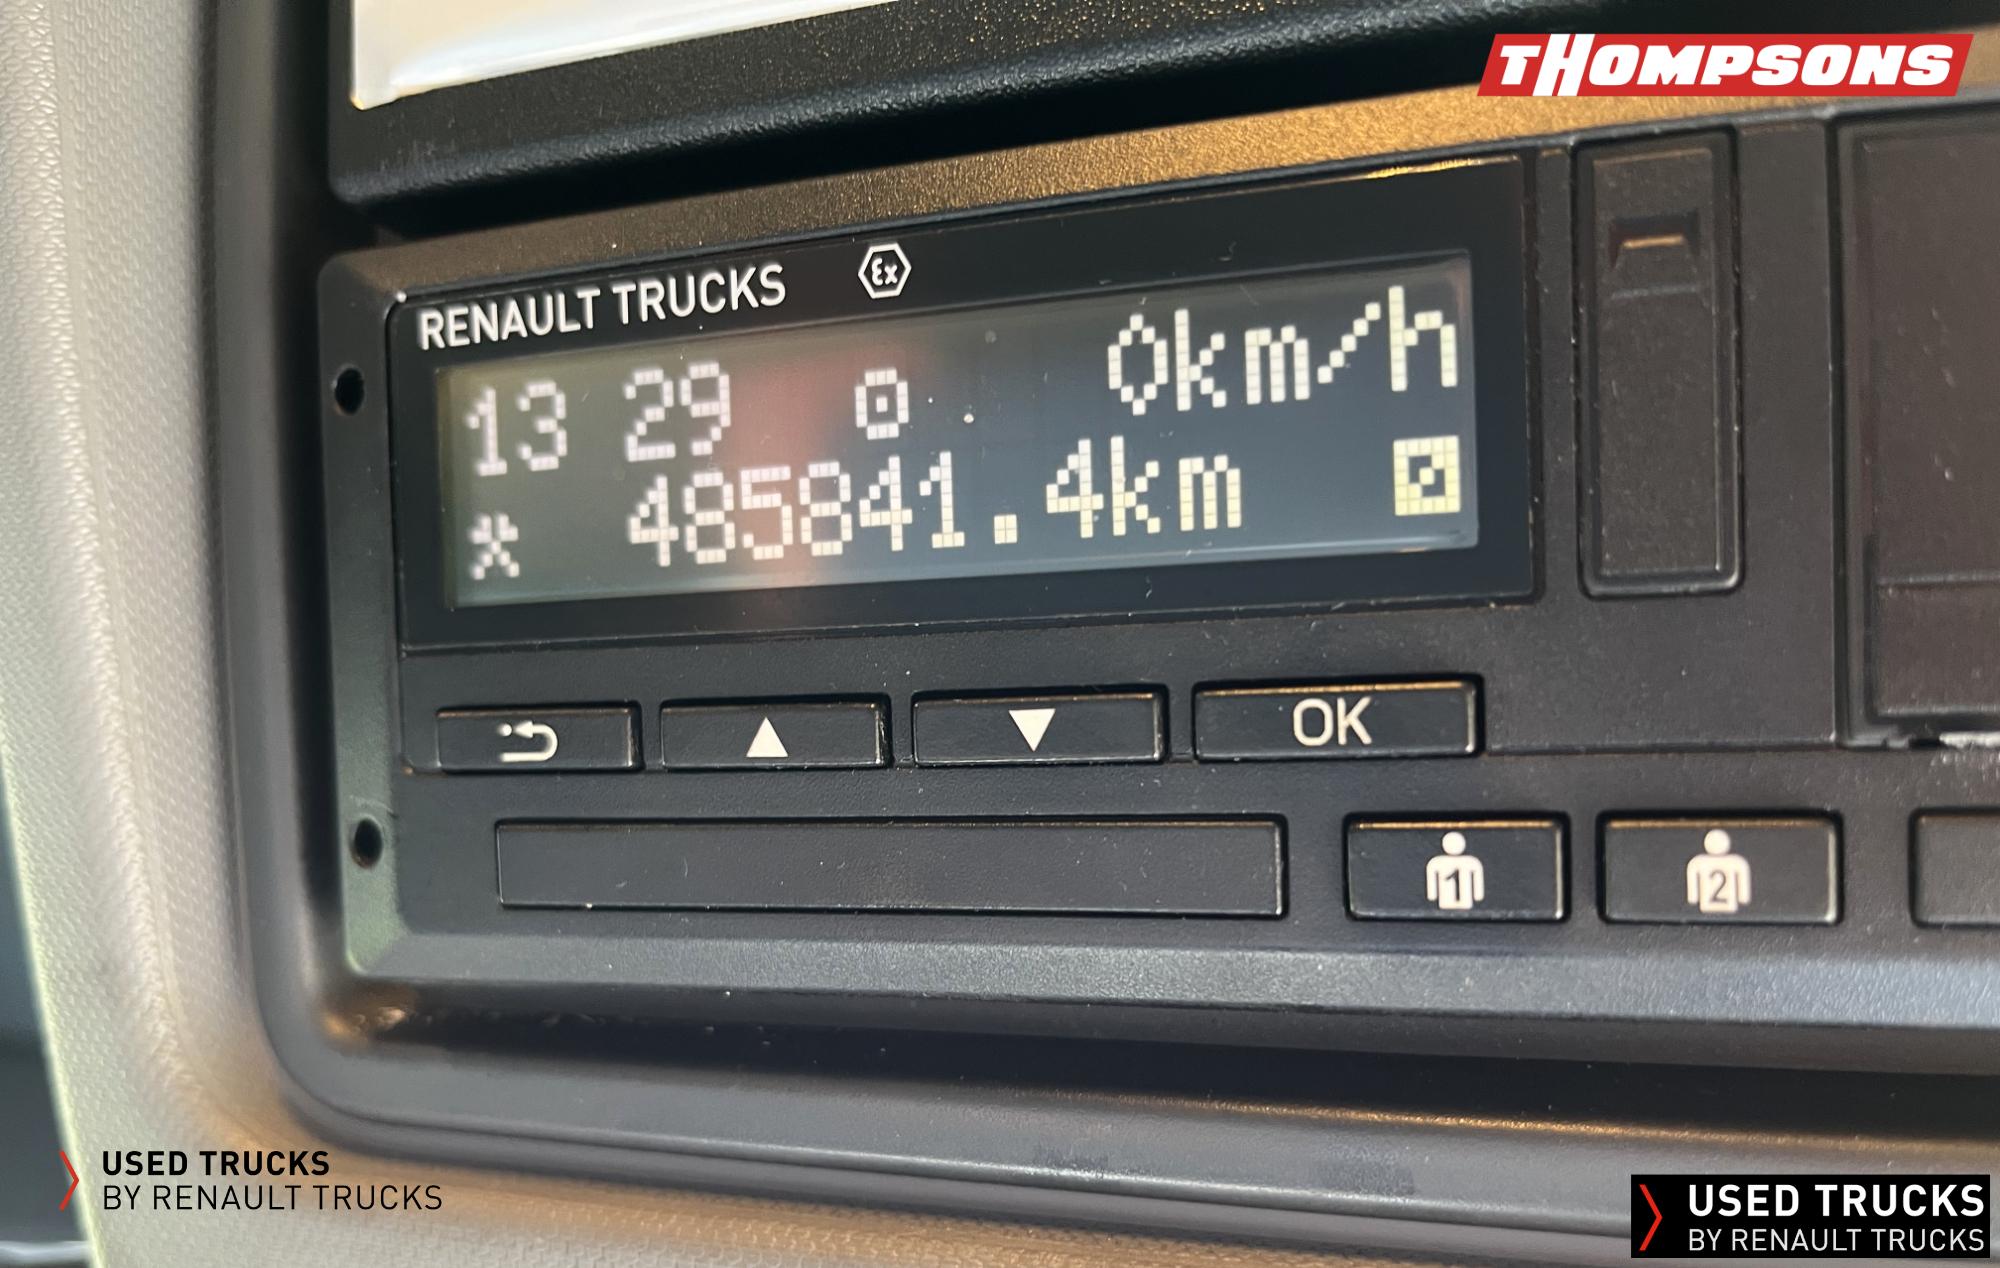 THOMPSONS
RENAULT TRUCKS Ex
13 29 0km/h
485841.4km
OK
1 2
USED TRUCKS
BY RENAULT TRUCKS
USED TRUCKS
BY RENAULT TRUCKS